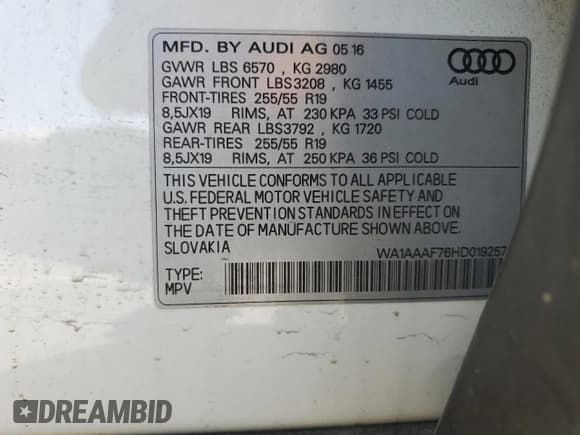 MFD. BY AUDI AG 05 16
GVWR LBS 6570 , KG 2980
GAWR FRONT LBS3208 , KG 1455
FRONT-TIRES 255/55 R19
8,5JX19 RIMS, AT 230 KPA 33 PSI COLD
GAWR REAR LBS3792 , KG 1720
REAR-TIRES 255/55 R19
8,5JX19 RIMS, AT 250 KPA 36 PSI COLD
Audi
THIS VEHICLE CONFORMS TO ALL APPLICABLE
U.S. FEDERAL MOTOR VEHICLE SAFETY AND
THEFT PREVENTION STANDARDS IN EFFECT ON
THE DATE OF MANUFACTURE SHOWN ABOVE.
SLOVAKIA
WA1AAAF76HD019257
TYPE:
MPV
DREAMBID